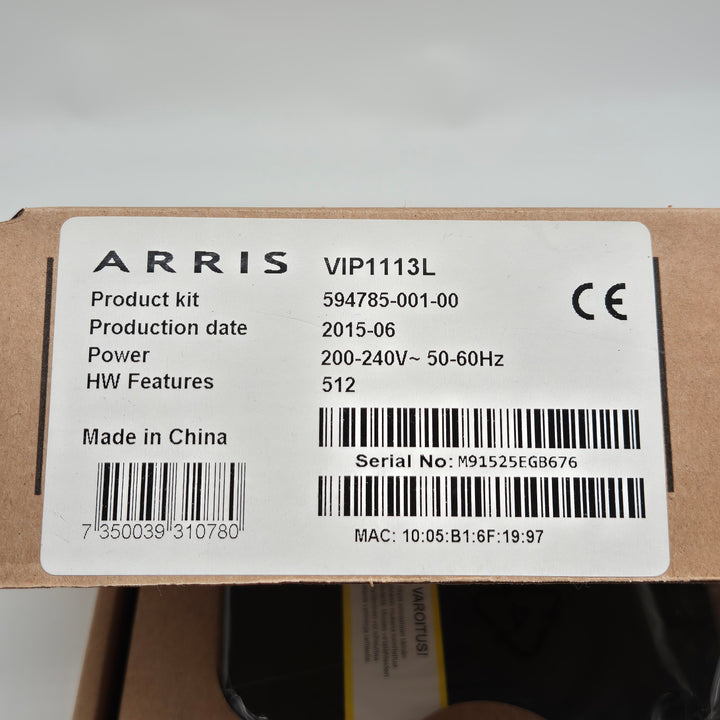 ARRIS VIP1113L
Product kit 594785-001-00
Production date 2015-06
Power 200-240V~ 50-60Hz
HW Features 512
CE
Made in China
Serial No: M91525EGB676
7 350039 310780
MAC: 10:05:B1:6F:19:97
VAROITUS!